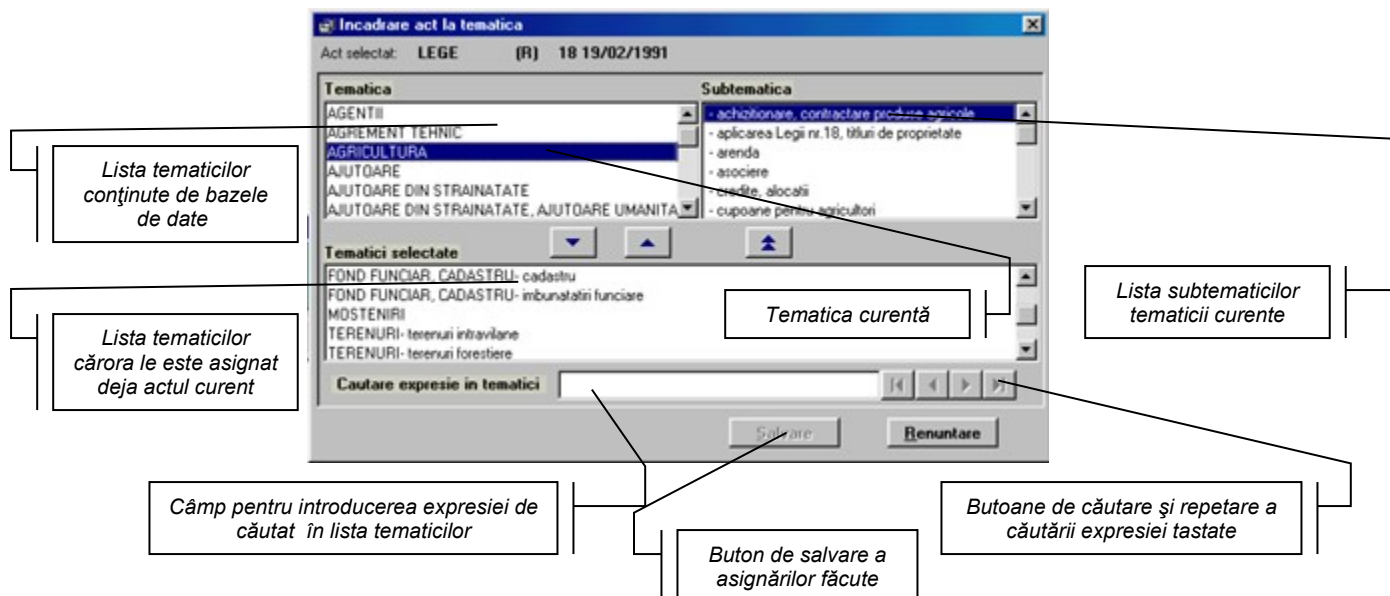 Incadrare act la tematica
Act selectat: LEGE (R) 18 19/02/1991
Tematica
AGENTII
AGREMENT TEHNIC
AGRICULTURA
AJUTOARE
AJUTOARE DIN STRAINATATE
AJUTOARE DIN STRAINATATE, AJUTOARE UMANITA
Subtematica
- achizitionare, contractare produse agricole
- aplicarea Legii nr.18, titluri de proprietate
- arenda
- asociere
- credite, alocatii
- cupoane pentru agricultori
Tematici selectate
FOND FUNCIAR, CADASTRU- cadastru
FOND FUNCIAR, CADASTRU- imbunatatiri funciare
MOSTENIRI
TERENURI- terenuri intravilane
TERENURI- terenuri forestiere
Cautare expresie in tematici
Salvare
Renuntare
Lista tematicilor
conţinute de bazele
de date
Lista tematicilor
cărora le este asignat
deja actul curent
Tematica curentă
Lista subtematicilor
tematicii curente
Câmp pentru introducerea expresiei de
căutat în lista tematicilor
Buton de salvare a
asignărilor făcute
Butoane de căutare şi repetare a
căutării expresiei tastate